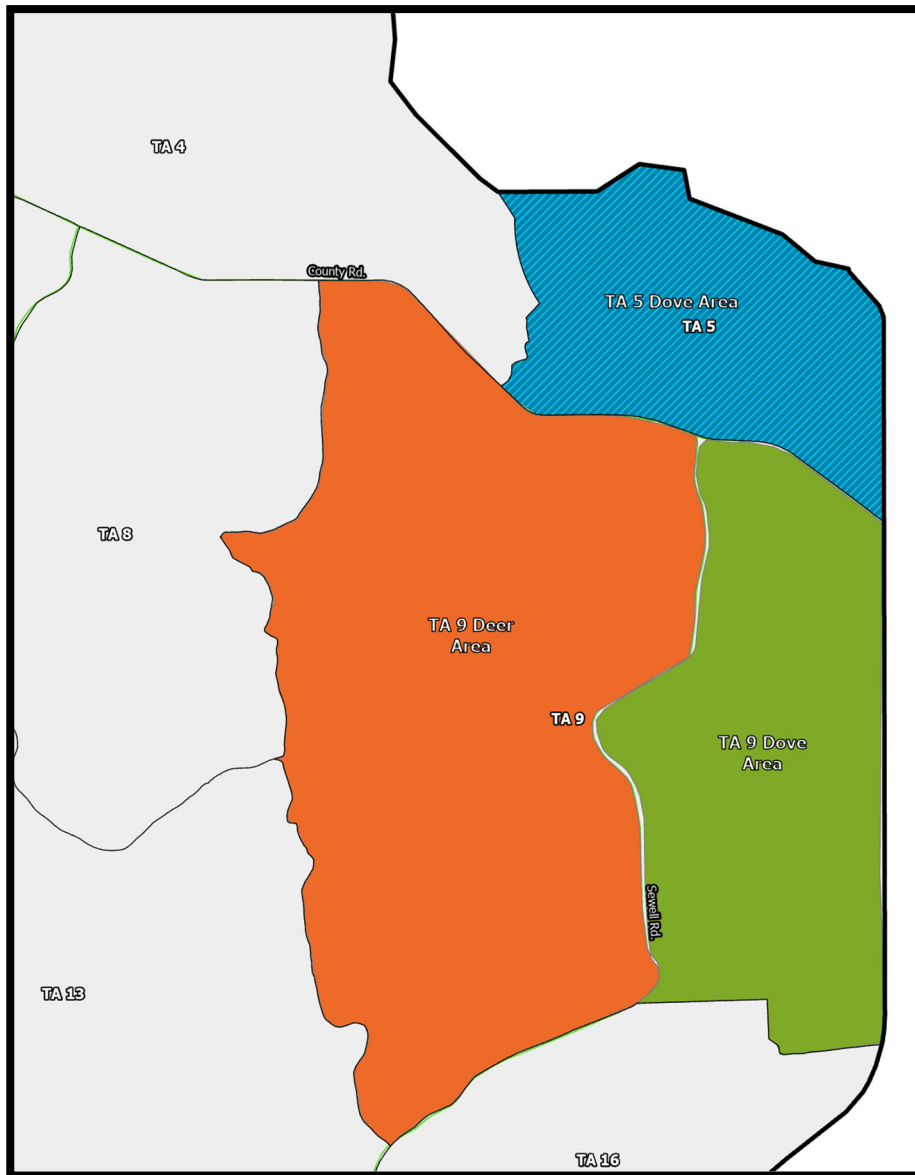 TA 4
County Rd.
TA 5 Dove Area
TA 5
TA 8
TA 9 Deer
Area
TA 9
TA 9 Dove
Area
Sewell Rd.
TA 13
TA 16